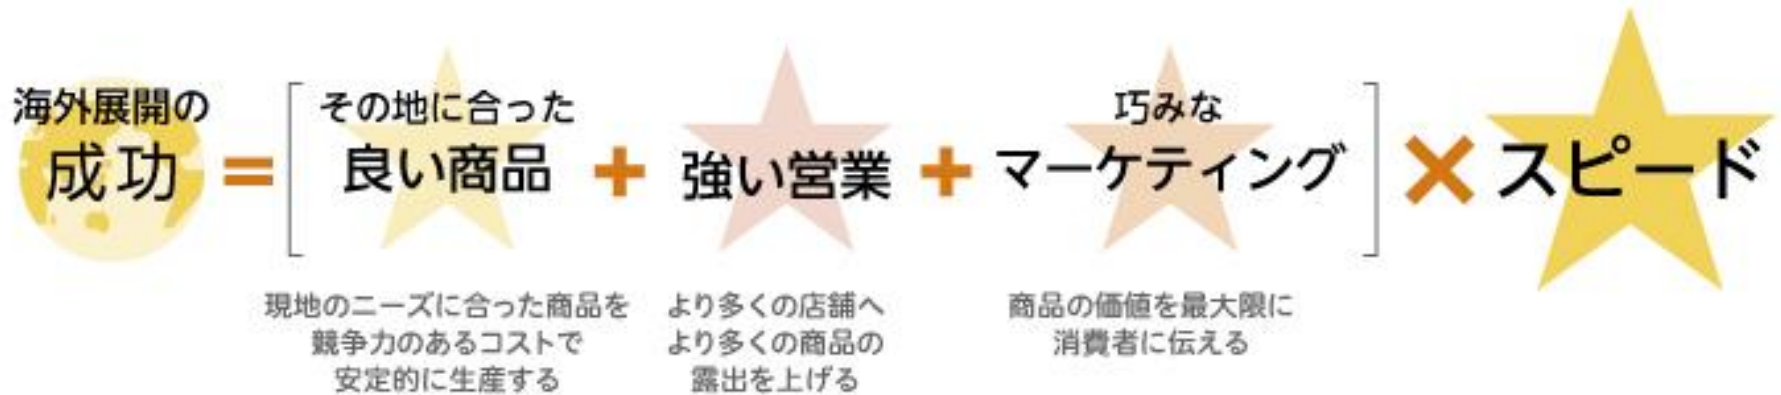 海外展開の
成功
=
[
その地に合った
良い商品
+
強い営業
+
巧みな
マーケティング
]
×
スピード
現地のニーズに合った商品を
競争力のあるコストで
安定的に生産する
より多くの店舗へ
より多くの商品の
露出を上げる
商品の価値を最大限に
消費者に伝える